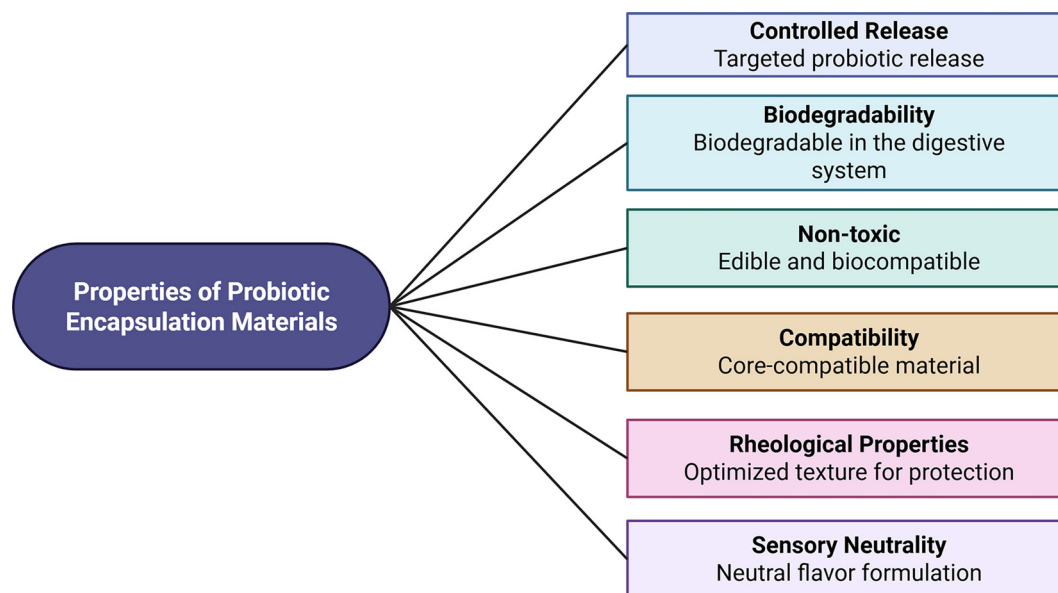 Properties of Probiotic
Encapsulation Materials
Controlled Release
Targeted probiotic release
Biodegradability
Biodegradable in the digestive
system
Non-toxic
Edible and biocompatible
Compatibility
Core-compatible material
Rheological Properties
Optimized texture for protection
Sensory Neutrality
Neutral flavor formulation